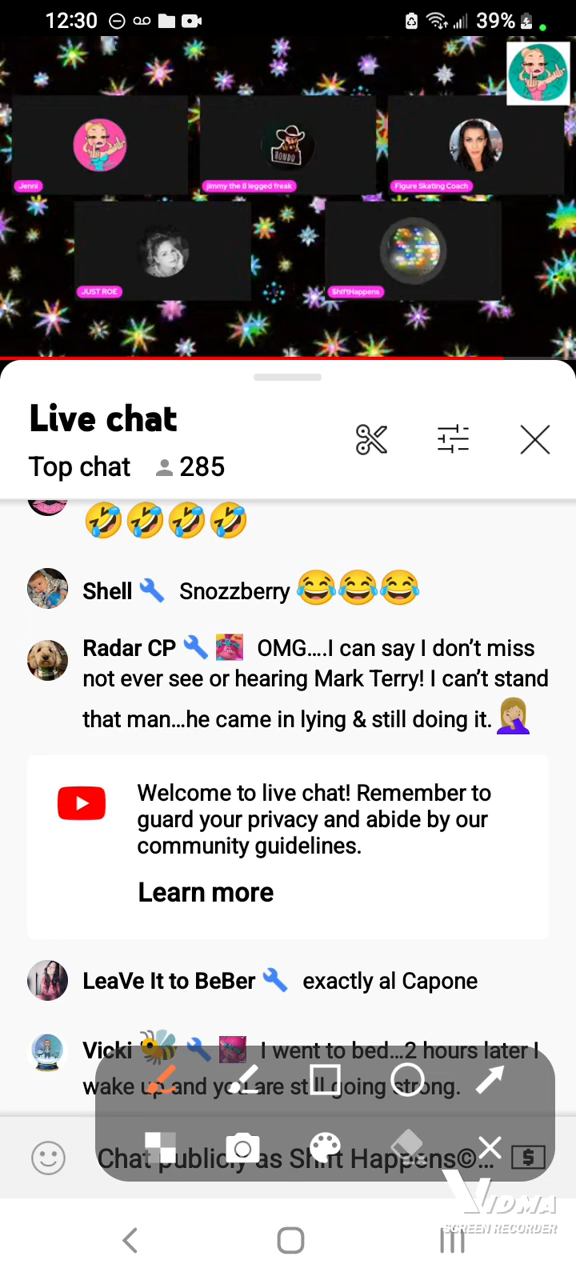 12:30 39%
RONDO
Jenni jimmy the ll legged freak Figure Skating Coach
JUST ROE ShiftHappens
Live chat
Top chat 285
🤣🤣🤣🤣
Shell 🔧 Snozzberry 😂😂😂
Radar CP 🔧 OMG....I can say I don't miss
not ever see or hearing Mark Terry! I can't stand
that man...he came in lying & still doing it. 🤦🏼‍♀️
Welcome to live chat! Remember to
guard your privacy and abide by our
community guidelines.
Learn more
LeaVe It to BeBer 🔧 exactly al Capone
Vicki 🐝 🔧 I went to bed...2 hours later I
wake up and you are still going strong.
Chat publicly as Shift Happens©... $
VIDMA
SCREEN RECORDER